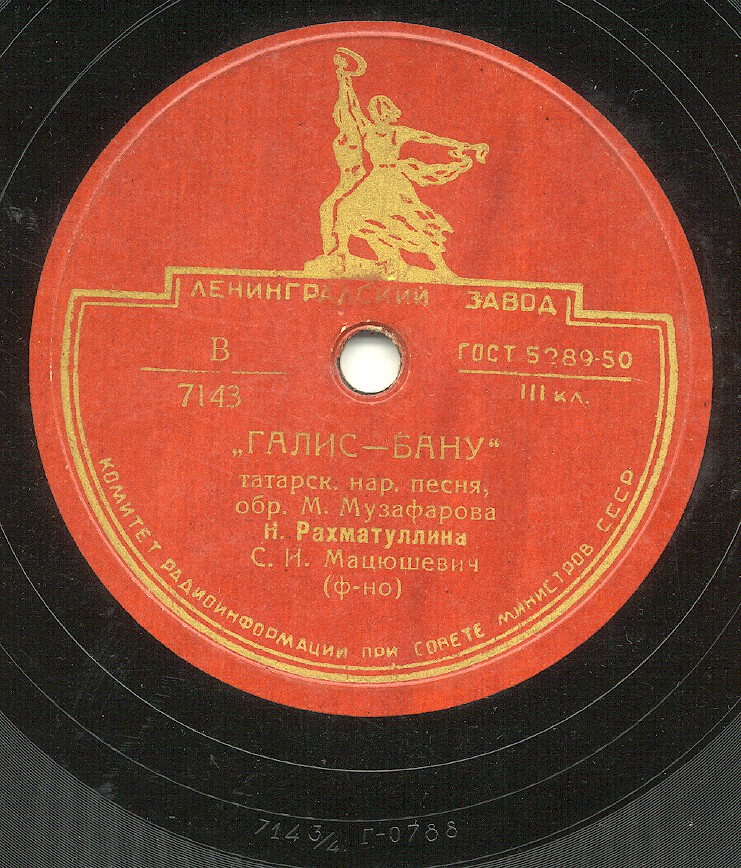 ЛЕНИНГРАДСКИЙ ЗАВОД
В
7143
ГОСТ 5289-50
III кл.
„ГАЛИС—БАНУ“
татарск. нар. песня,
обр. М. Музафарова
Н. Рахматуллина
С. И. Мацюшевич
(ф-но)
КОМИТЕТ РАДИОИНФОРМАЦИИ ПРИ СОВЕТЕ МИНИСТРОВ СССР
7143/4 Г-0788